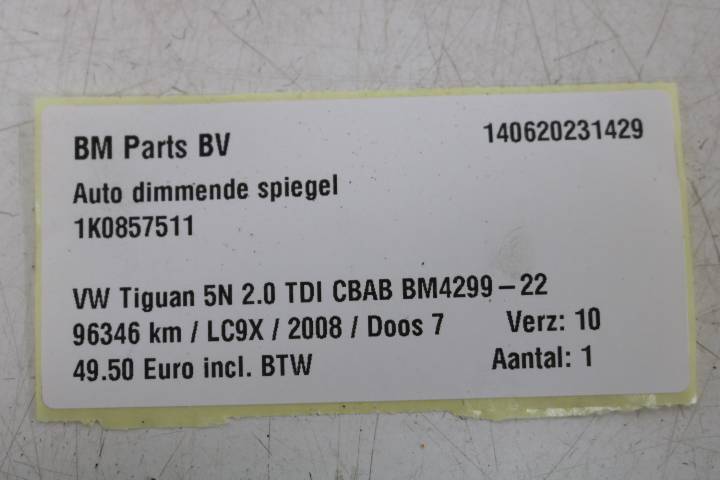 BM Parts BV 140620231429
Auto dimmende spiegel
1K0857511
VW Tiguan 5N 2.0 TDI CBAB BM4299-22
96346 km / LC9X / 2008 / Doos 7 Verz: 10
49.50 Euro incl. BTW Aantal: 1